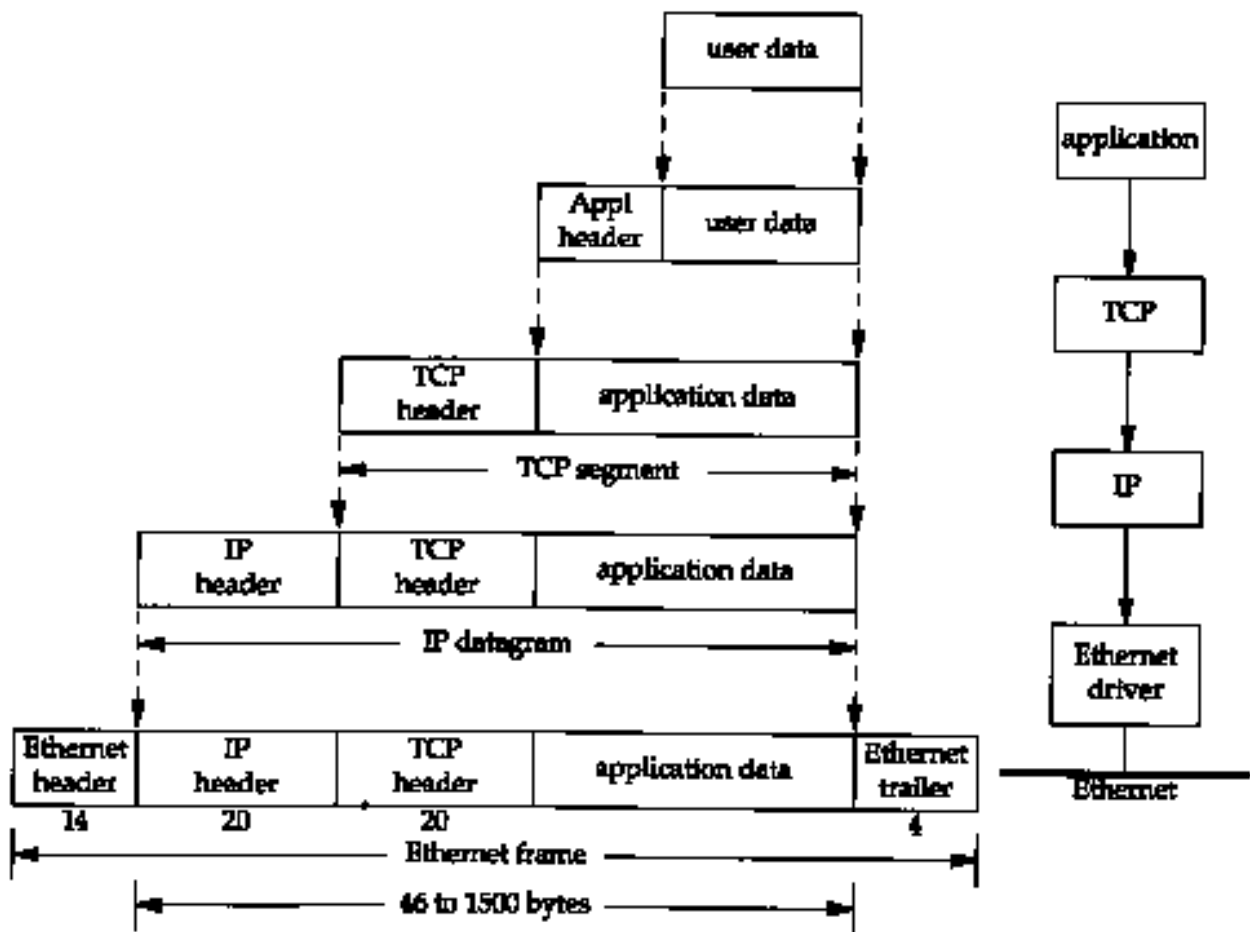 user data
application
Appl
header
user data
TCP
TCP
header
application data
TCP segment
IP
IP
header
TCP
header
application data
IP datagram
Ethernet
driver
Ethernet
header
IP
header
TCP
header
application data
Ethernet
trailer
Ethernet
14
20
20
4
Ethernet frame
46 to 1500 bytes